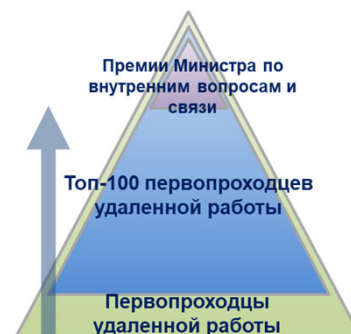 Премии Министра по
внутренним вопросам и
связи
Топ-100 первопроходцев
удаленной работы
Первопроходцы
удаленной работы